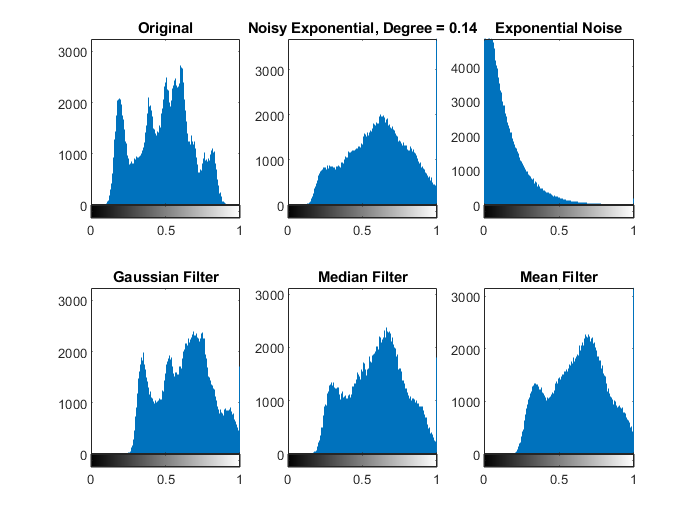 Original
Noisy Exponential, Degree = 0.14
Exponential Noise
3000
2000
1000
0
0 0.5 1
3000
2000
1000
0
0 0.5 1
4000
3000
2000
1000
0
0 0.5 1
Gaussian Filter
Median Filter
Mean Filter
3000
2000
1000
0
0 0.5 1
3000
2000
1000
0
0 0.5 1
3000
2000
1000
0
0 0.5 1